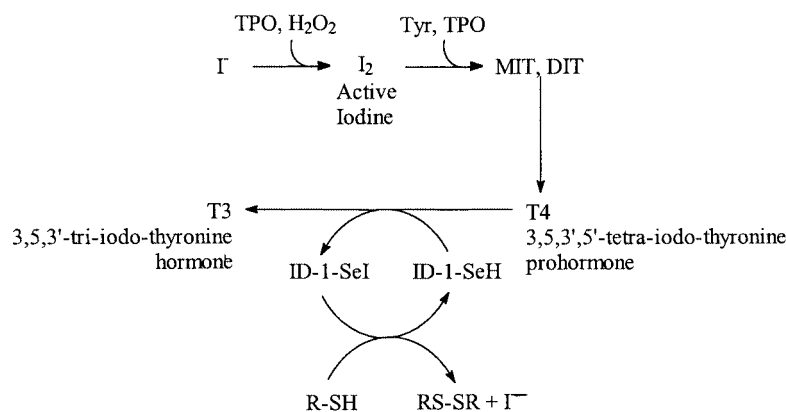 TPO, H₂O₂
Tyr, TPO
I⁻
I₂
MIT, DIT
Active
Iodine
T3
T4
3,5,3'-tri-iodo-thyronine
3,5,3',5'-tetra-iodo-thyronine
hormone
prohormone
ID-1-SeI
ID-1-SeH
R-SH
RS-SR + I⁻